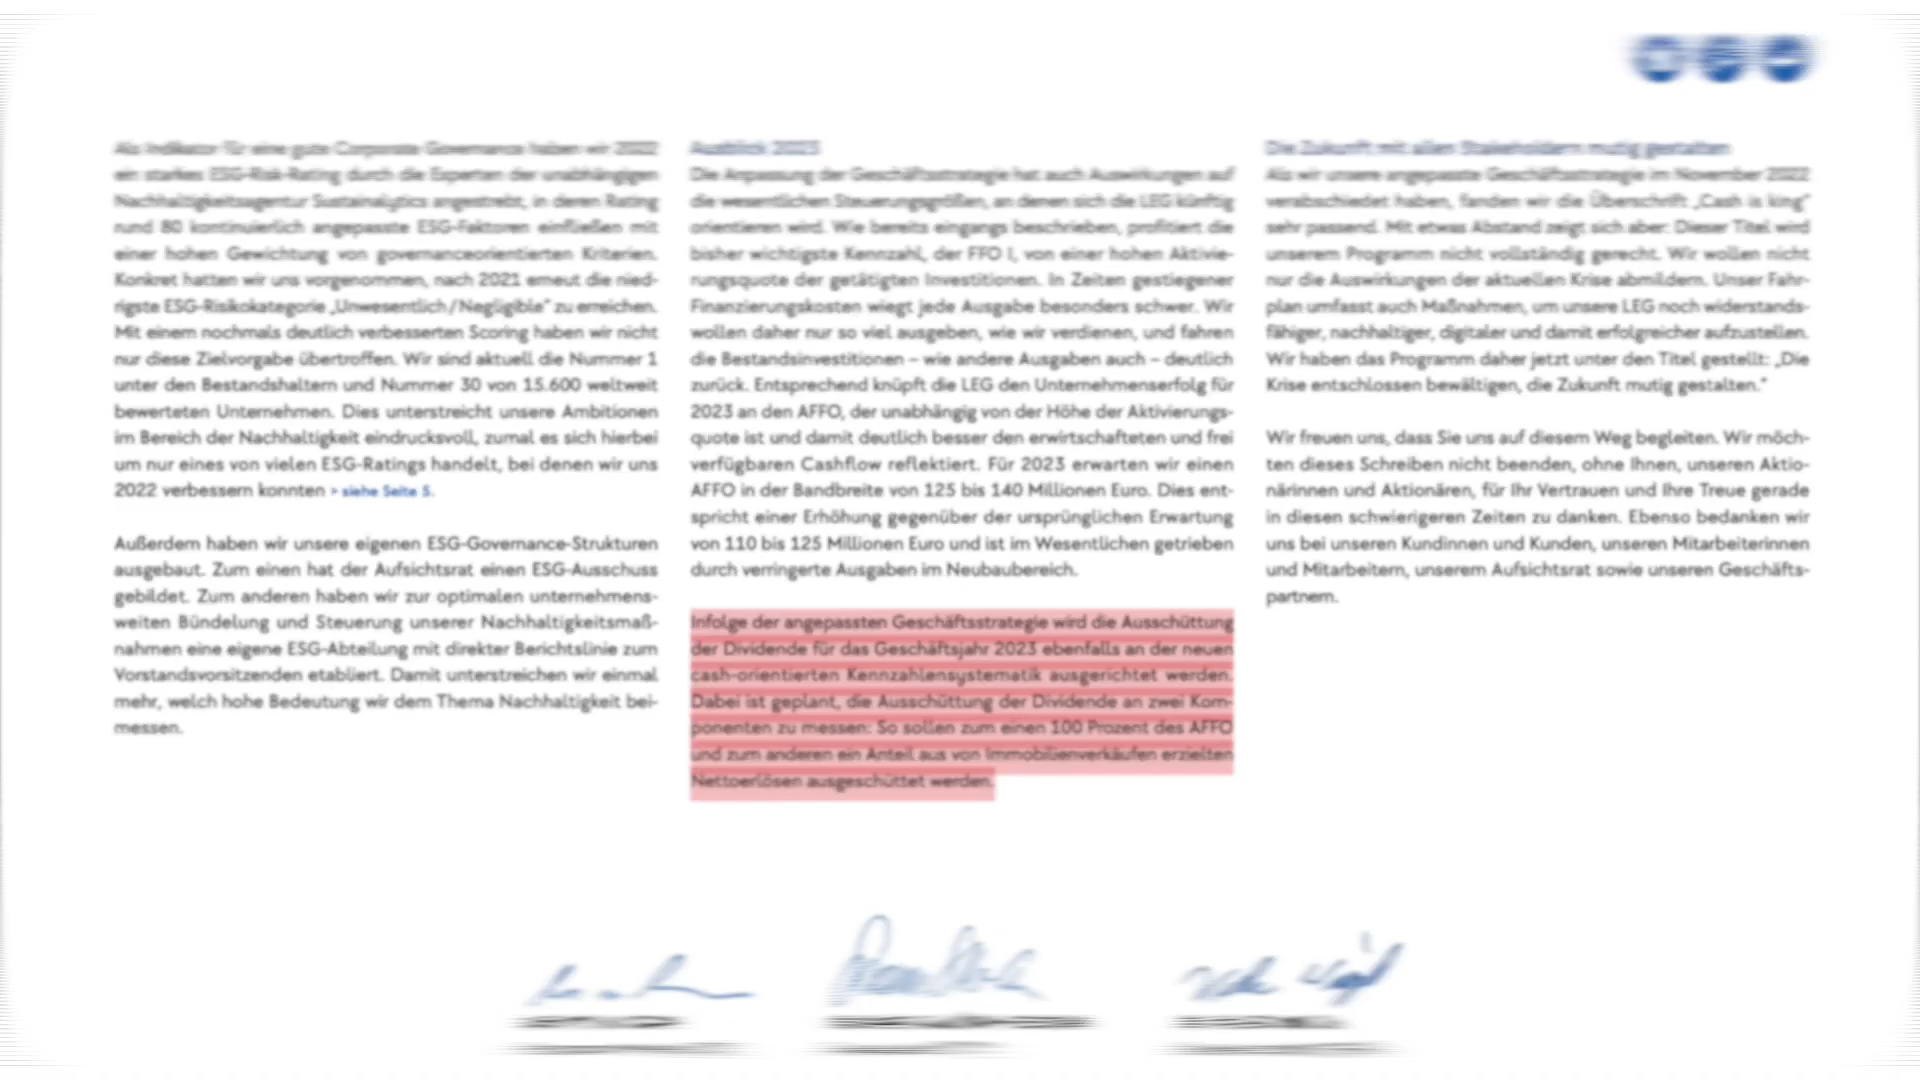 Als Indikator für eine gute Corporate Governance haben wir 2022
ein starkes ESG-Risk-Rating durch die Experten der unabhängigen
Nachhaltigkeitsagentur Sustainalytics angestrebt, in deren Rating
rund 80 kontinuierlich angepasste ESG-Faktoren einfließen mit
einer hohen Gewichtung von governanceorientierten Kriterien.
Konkret hatten wir uns vorgenommen, nach 2021 erneut die nied-
rigste ESG-Risikokategorie „Unwesentlich / Negligible“ zu erreichen.
Mit einem nochmals deutlich verbesserten Scoring haben wir nicht
nur diese Zielvorgabe übertroffen. Wir sind aktuell die Nummer 1
unter den Bestandshaltern und Nummer 30 von 15.600 weltweit
bewerteten Unternehmen. Dies unterstreicht unsere Ambitionen
im Bereich der Nachhaltigkeit eindrucksvoll, zumal es sich hierbei
um nur eines von vielen ESG-Ratings handelt, bei denen wir uns
2022 verbessern konnten > siehe Seite 5.
Außerdem haben wir unsere eigenen ESG-Governance-Strukturen
ausgebaut. Zum einen hat der Aufsichtsrat einen ESG-Ausschuss
gebildet. Zum anderen haben wir zur optimalen unternehmens-
weiten Bündelung und Steuerung unserer Nachhaltigkeitsmaß-
nahmen eine eigene ESG-Abteilung mit direkter Berichtslinie zum
Vorstandsvorsitzenden etabliert. Damit unterstreichen wir einmal
mehr, welch hohe Bedeutung wir dem Thema Nachhaltigkeit bei-
messen.
Ausblick 2023
Die Anpassung der Geschäftsstrategie hat auch Auswirkungen auf
die wesentlichen Steuerungsgrößen, an denen sich die LEG künftig
orientieren wird. Wie bereits eingangs beschrieben, profitiert die
bisher wichtigste Kennzahl, der FFO I, von einer hohen Aktivie-
rungsquote der getätigten Investitionen. In Zeiten gestiegener
Finanzierungskosten wiegt jede Ausgabe besonders schwer. Wir
wollen daher nur so viel ausgeben, wie wir verdienen, und fahren
die Bestandsinvestitionen – wie andere Ausgaben auch – deutlich
zurück. Entsprechend knüpft die LEG den Unternehmenserfolg für
2023 an den AFFO, der unabhängig von der Höhe der Aktivierungs-
quote ist und damit deutlich besser den erwirtschafteten und frei
verfügbaren Cashflow reflektiert. Für 2023 erwarten wir einen
AFFO in der Bandbreite von 125 bis 140 Millionen Euro. Dies ent-
spricht einer Erhöhung gegenüber der ursprünglichen Erwartung
von 110 bis 125 Millionen Euro und ist im Wesentlichen getrieben
durch verringerte Ausgaben im Neubaubereich.
Infolge der angepassten Geschäftsstrategie wird die Ausschüttung
der Dividende für das Geschäftsjahr 2023 ebenfalls an der neuen
cash-orientierten Kennzahlensystematik ausgerichtet werden.
Dabei ist geplant, die Ausschüttung der Dividende an zwei Kom-
ponenten zu messen: So sollen zum einen 100 Prozent des AFFO
und zum anderen ein Anteil aus von Immobilienverkäufen erzielten
Nettoerlösen ausgeschüttet werden.
Die Zukunft mit allen Stakeholdern mutig gestalten
Als wir unsere angepasste Geschäftsstrategie im November 2022
verabschiedet haben, fanden wir die Überschrift „Cash is king“
sehr passend. Mit etwas Abstand zeigt sich aber: Dieser Titel wird
unserem Programm nicht vollständig gerecht. Wir wollen nicht
nur die Auswirkungen der aktuellen Krise abmildern. Unser Fahr-
plan umfasst auch Maßnahmen, um unsere LEG noch widerstands-
fähiger, nachhaltiger, digitaler und damit erfolgreicher aufzustellen.
Wir haben das Programm daher jetzt unter den Titel gestellt: „Die
Krise entschlossen bewältigen, die Zukunft mutig gestalten.“
Wir freuen uns, dass Sie uns auf diesem Weg begleiten. Wir möch-
ten dieses Schreiben nicht beenden, ohne Ihnen, unseren Aktio-
närinnen und Aktionären, für Ihr Vertrauen und Ihre Treue gerade
in diesen schwierigeren Zeiten zu danken. Ebenso bedanken wir
uns bei unseren Kundinnen und Kunden, unseren Mitarbeiterinnen
und Mitarbeitern, unserem Aufsichtsrat sowie unseren Geschäfts-
partnern.